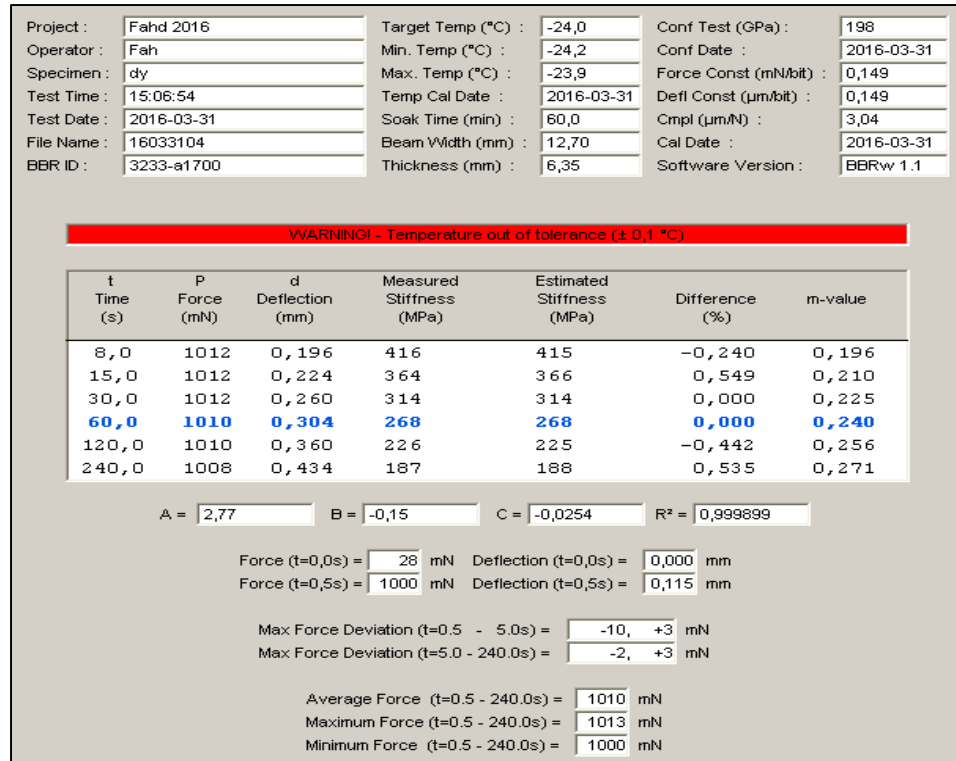 Project : Fahd 2016 Target Temp (°C) : -24,0 Conf Test (GPa) : 198
Operator : Fah Min. Temp (°C) : -24,2 Conf Date : 2016-03-31
Specimen : dy Max. Temp (°C) : -23,9 Force Const (mN/bit) : 0,149
Test Time : 15:06:54 Temp Cal Date : 2016-03-31 Defl Const (µm/bit) : 0,149
Test Date : 2016-03-31 Soak Time (min) : 60,0 Cmpl (µm/N) : 3,04
File Name : 16033104 Beam Width (mm) : 12,70 Cal Date : 2016-03-31
BBR ID : 3233-a1700 Thickness (mm) : 6,35 Software Version : BBRw 1.1
WARNING! - Temperature out of tolerance (± 0,1 °C)
t P d Measured Estimated
Time Force Deflection Stiffness Stiffness Difference m-value
(s) (mN) (mm) (MPa) (MPa) (%)
8,0 1012 0,196 416 415 -0,240 0,196
15,0 1012 0,224 364 366 0,549 0,210
30,0 1012 0,260 314 314 0,000 0,225
60,0 1010 0,304 268 268 0,000 0,240
120,0 1010 0,360 226 225 -0,442 0,256
240,0 1008 0,434 187 188 0,535 0,271
A = 2,77 B = -0,15 C = -0,0254 R² = 0,999899
Force (t=0,0s) = 28 mN Deflection (t=0,0s) = 0,000 mm
Force (t=0,5s) = 1000 mN Deflection (t=0,5s) = 0,115 mm
Max Force Deviation (t=0.5 - 5.0s) = -10, +3 mN
Max Force Deviation (t=5.0 - 240.0s) = -2, +3 mN
Average Force (t=0.5 - 240.0s) = 1010 mN
Maximum Force (t=0.5 - 240.0s) = 1013 mN
Minimum Force (t=0.5 - 240.0s) = 1000 mN